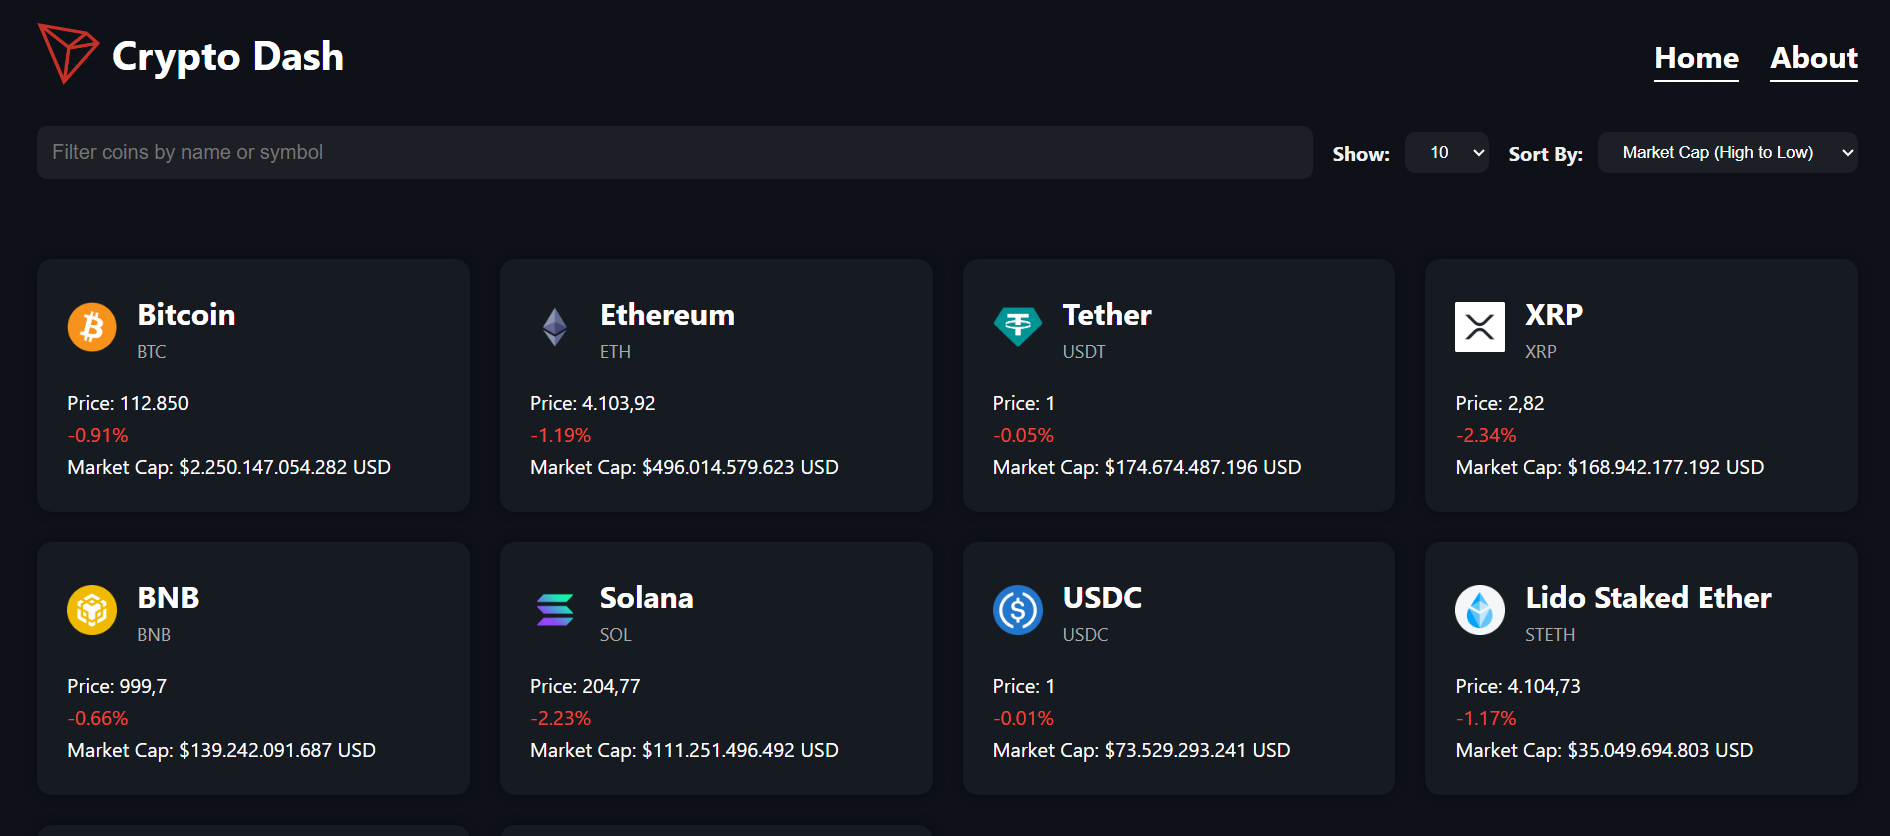 Crypto Dash
Home About
Filter coins by name or symbol
Show: 10 Sort By: Market Cap (High to Low)
Bitcoin
BTC
Price: 112.850
-0.91%
Market Cap: $2.250.147.054.282 USD
Ethereum
ETH
Price: 4.103,92
-1.19%
Market Cap: $496.014.579.623 USD
Tether
USDT
Price: 1
-0.05%
Market Cap: $174.674.487.196 USD
XRP
XRP
Price: 2,82
-2.34%
Market Cap: $168.942.177.192 USD
BNB
BNB
Price: 999,7
-0.66%
Market Cap: $139.242.091.687 USD
Solana
SOL
Price: 204,77
-2.23%
Market Cap: $111.251.496.492 USD
USDC
USDC
Price: 1
-0.01%
Market Cap: $73.529.293.241 USD
Lido Staked Ether
STETH
Price: 4.104,73
-1.17%
Market Cap: $35.049.694.803 USD